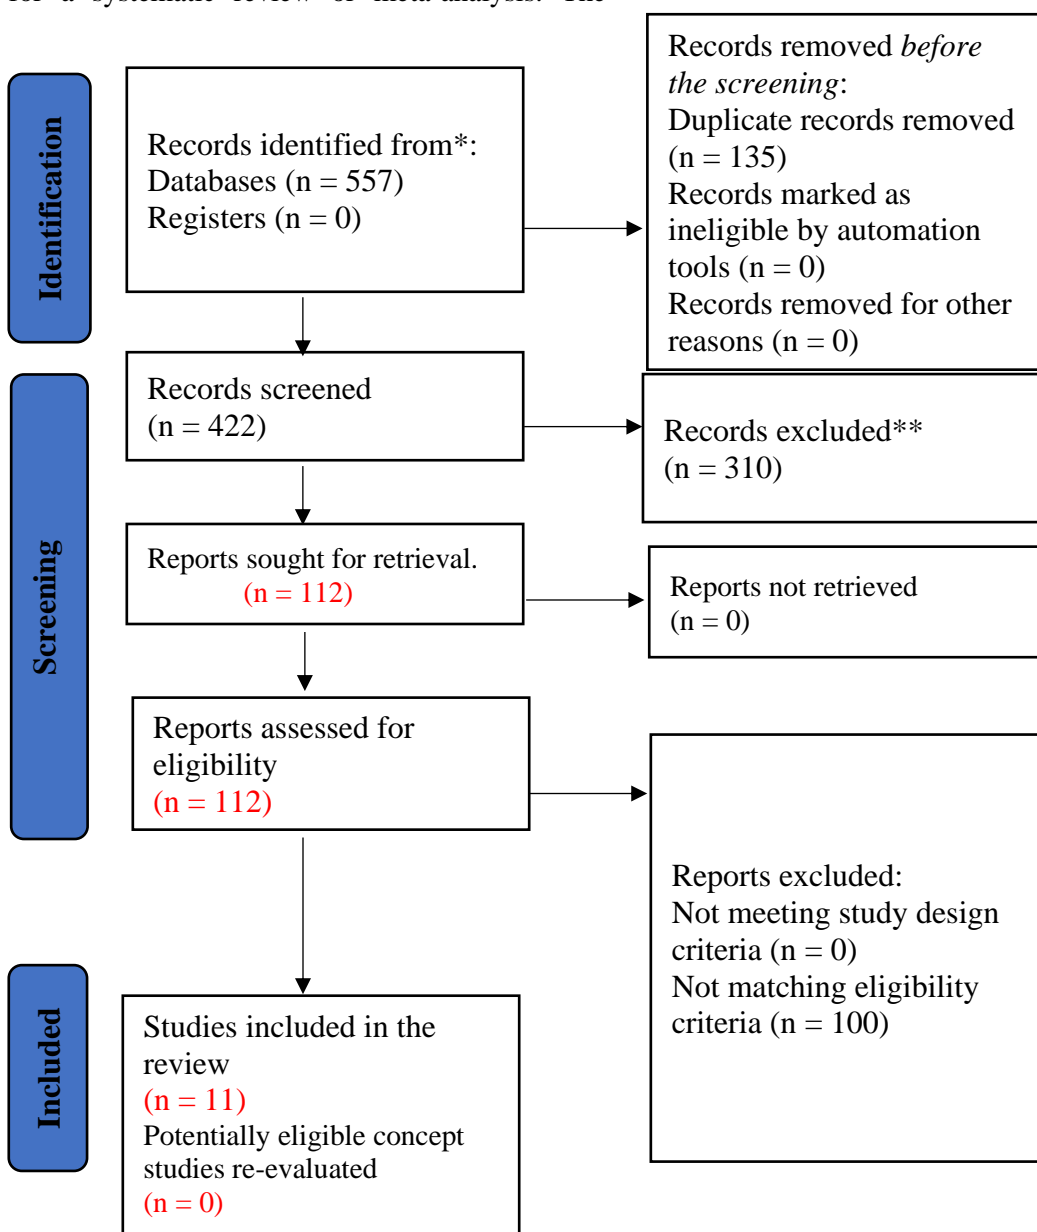 for a systematic review or meta-analysis. The
Identification
Records identified from*:
Databases (n = 557)
Registers (n = 0)
Records removed before
the screening:
Duplicate records removed
(n = 135)
Records marked as
ineligible by automation
tools (n = 0)
Records removed for other
reasons (n = 0)
Screening
Records screened
(n = 422)
Records excluded**
(n = 310)
Reports sought for retrieval.
(n = 112)
Reports not retrieved
(n = 0)
Reports assessed for
eligibility
(n = 112)
Reports excluded:
Not meeting study design
criteria (n = 0)
Not matching eligibility
criteria (n = 100)
Included
Studies included in the
review
(n = 11)
Potentially eligible concept
studies re-evaluated
(n = 0)